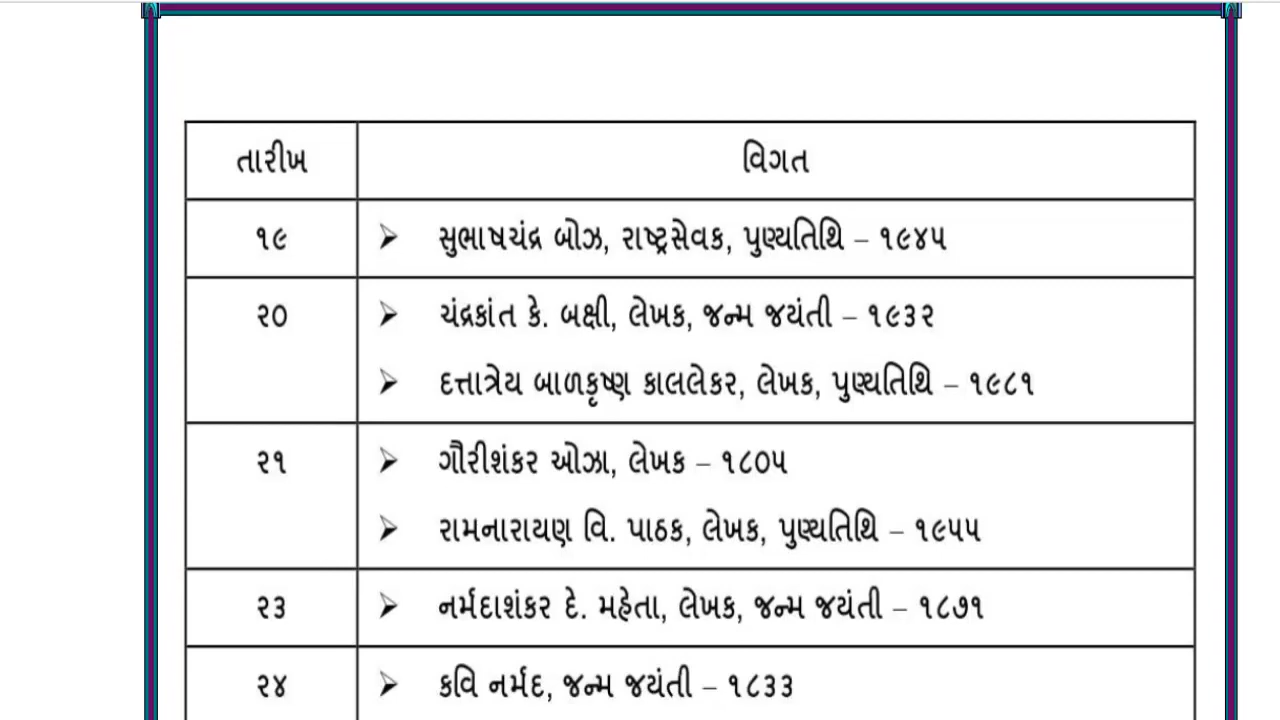 તારીખ વિગત
૧૯ ➤ સુભાષચંદ્ર બોઝ, રાષ્ટ્રસેવક, પુણ્યતિથિ – ૧૯૪૫
૨૦ ➤ ચંદ્રકાંત કે. બક્ષી, લેખક, જન્મ જયંતી – ૧૯૩૨
➤ દત્તાત્રેય બાળકૃષ્ણ કાલલેકર, લેખક, પુણ્યતિથિ – ૧૯૮૧
૨૧ ➤ ગૌરીશંકર ઓઝા, લેખક – ૧૮૦૫
➤ રામનારાયણ વિ. પાઠક, લેખક, પુણ્યતિથિ – ૧૯૫૫
૨૩ ➤ નર્મદાશંકર દે. મહેતા, લેખક, જન્મ જયંતી – ૧૮૭૧
૨૪ ➤ કવિ નર્મદ, જન્મ જયંતી – ૧૮૩૩